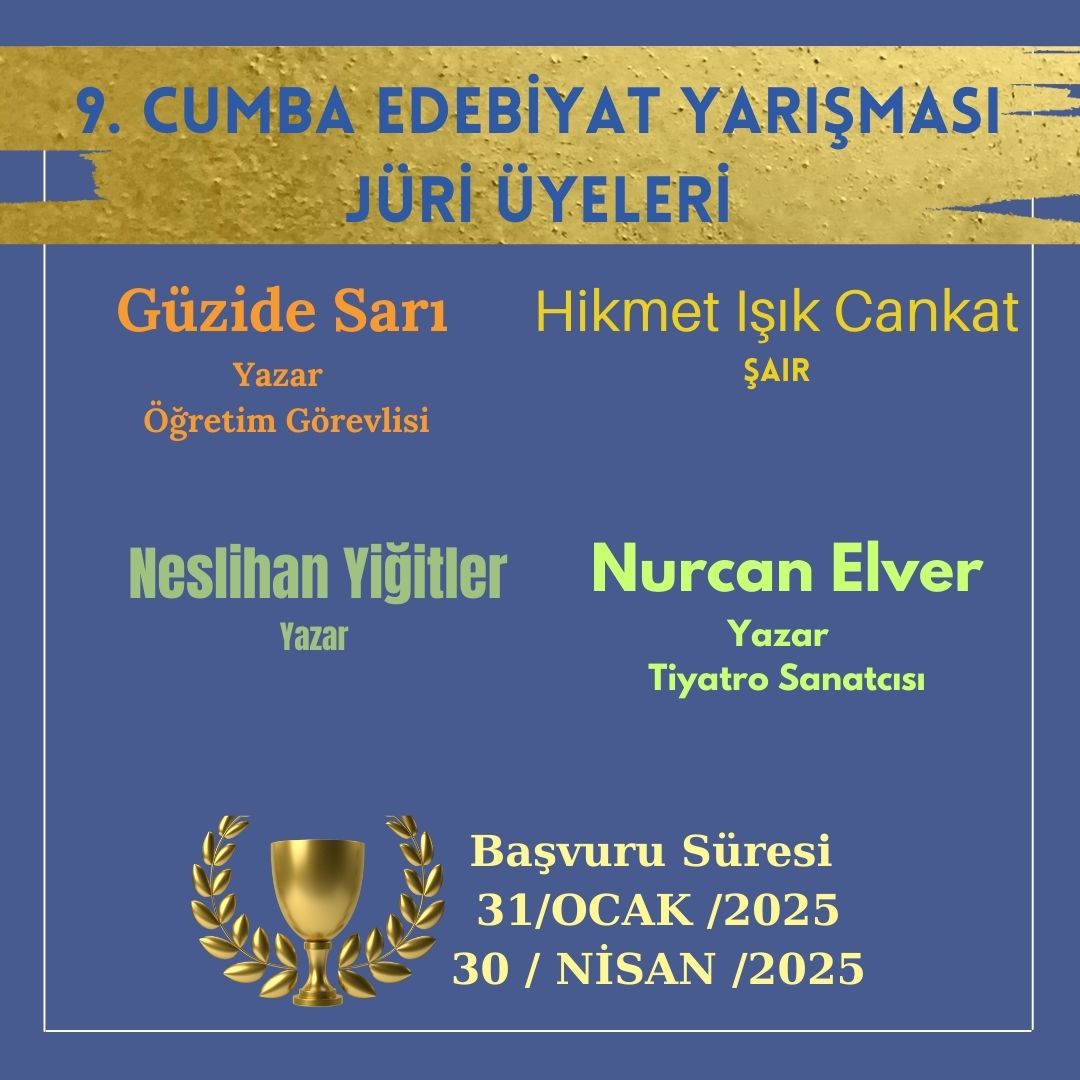 9. CUMBA EDEBİYAT YARIŞMASI
JÜRİ ÜYELERİ
Güzide Sarı
Yazar
Öğretim Görevlisi
Hikmet Işık Cankat
ŞAIR
Neslihan Yiğitler
Yazar
Nurcan Elver
Yazar
Tiyatro Sanatcısı
Başvuru Süresi
31/OCAK /2025
30 / NİSAN /2025